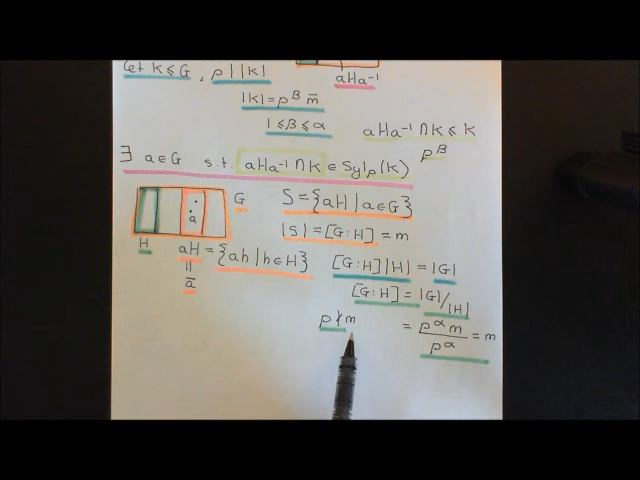 Let K ≤ G , p | |K|
aHa⁻¹
|K| = p^β m̄
1 ≤ β ≤ α
aHa⁻¹ ∩ K ≤ K
p^β
∃ a ∈ G s.t. aHa⁻¹ ∩ K ∈ Syl_p(K)
G
S = {aH | a ∈ G}
a
|S| = [G:H] = m
H
aH = {ah | h ∈ H}
[G:H]|H| = |G|
=
ā
[G:H] = |G|/|H|
p ∤ m
= p^α m / p^α = m